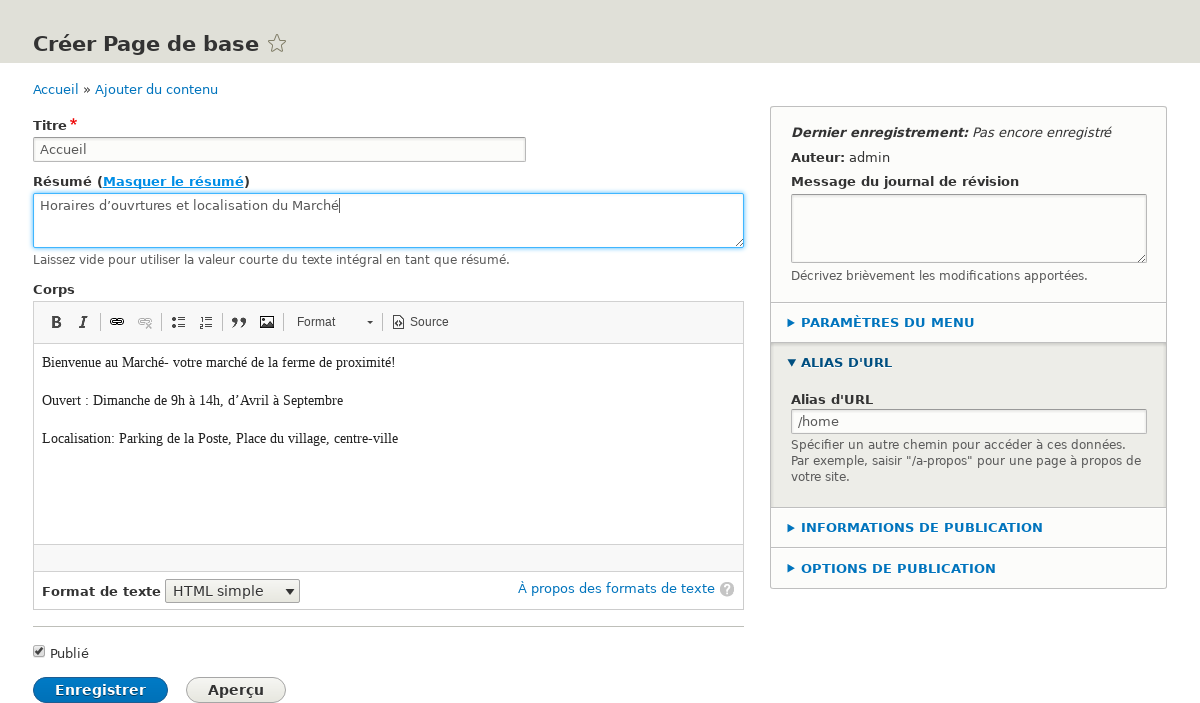 Créer Page de base
Accueil » Ajouter du contenu
Titre*
Accueil
Résumé (Masquer le résumé)
Horaires d’ouvrtures et localisation du Marché
Laissez vide pour utiliser la valeur courte du texte intégral en tant que résumé.
Corps
B I Format Source
Bienvenue au Marché- votre marché de la ferme de proximité!
Ouvert : Dimanche de 9h à 14h, d’Avril à Septembre
Localisation: Parking de la Poste, Place du village, centre-ville
Format de texte HTML simple
À propos des formats de texte ?
Publié
Enregistrer Aperçu
Dernier enregistrement: Pas encore enregistré
Auteur: admin
Message du journal de révision
Décrivez brièvement les modifications apportées.
PARAMÈTRES DU MENU
ALIAS D'URL
Alias d'URL
/home
Spécifier un autre chemin pour accéder à ces données.
Par exemple, saisir "/a-propos" pour une page à propos de
votre site.
INFORMATIONS DE PUBLICATION
OPTIONS DE PUBLICATION